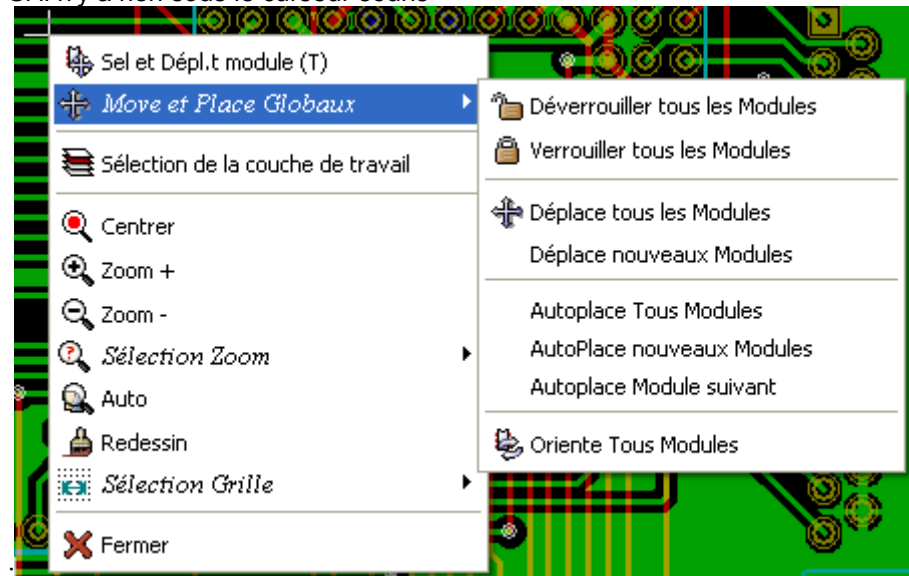 Sel et Dépl.t module (T)
Move et Place Globaux
Sélection de la couche de travail
Centrer
Zoom +
Zoom -
Sélection Zoom
Auto
Redessin
Sélection Grille
Fermer
Déverrouiller tous les Modules
Verrouiller tous les Modules
Déplace tous les Modules
Déplace nouveaux Modules
Autoplace Tous Modules
AutoPlace nouveaux Modules
Autoplace Module suivant
Oriente Tous Modules